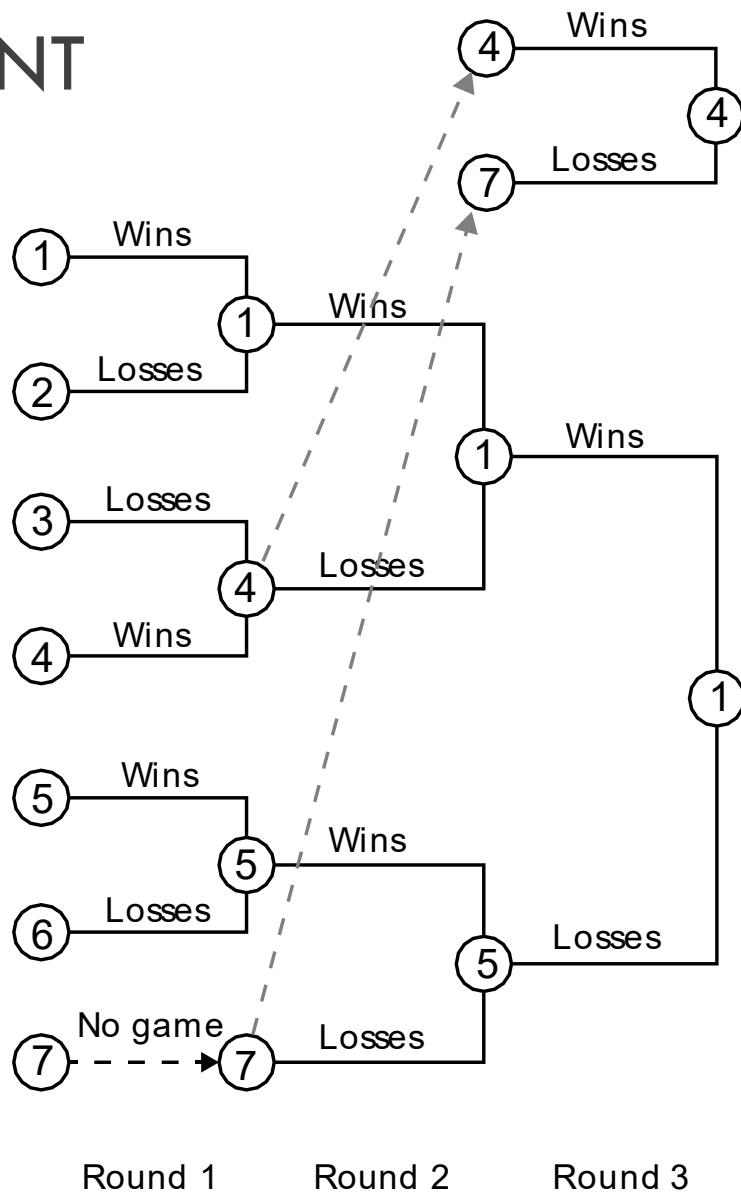 NT
4 Wins
4
7 Losses
1 Wins
1 Wins
2 Losses
1 Wins
3 Losses
4 Losses
4 Wins
1
5 Wins
5 Wins
6 Losses
5 Losses
7 No game 7 Losses
Round 1 Round 2 Round 3